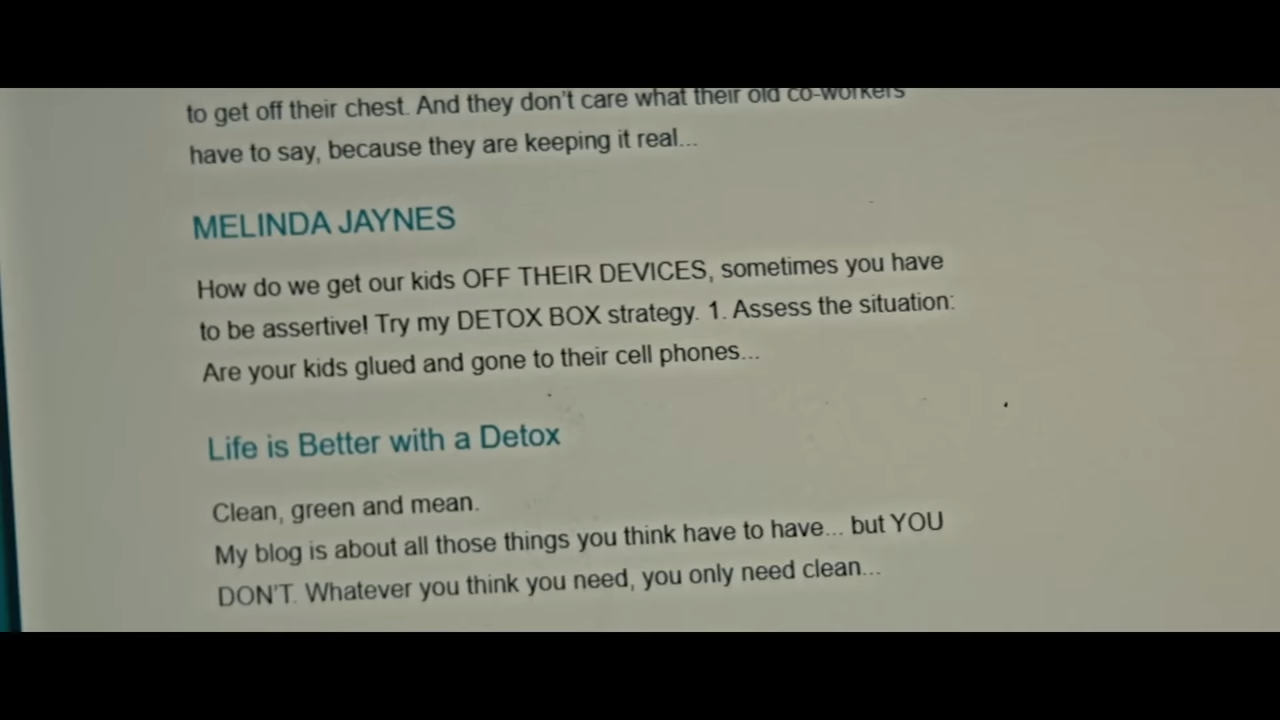 to get off their chest. And they don't care what their old co-workers
have to say, because they are keeping it real...
MELINDA JAYNES
How do we get our kids OFF THEIR DEVICES, sometimes you have
to be assertive! Try my DETOX BOX strategy. 1. Assess the situation:
Are your kids glued and gone to their cell phones...
Life is Better with a Detox
Clean, green and mean.
My blog is about all those things you think have to have... but YOU
DON'T. Whatever you think you need, you only need clean...